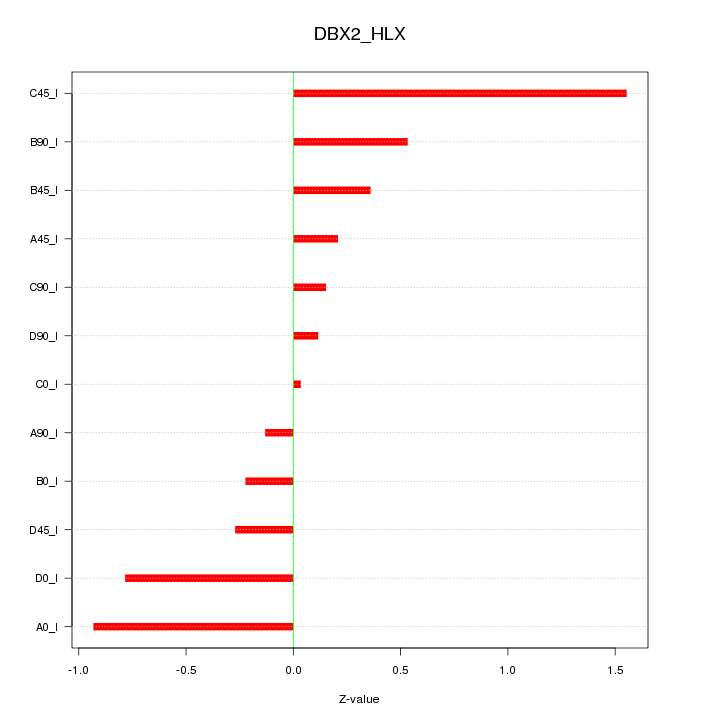 DBX2_HLX
C45_I
B90_I
B45_I
A45_I
C90_I
D90_I
C0_I
A90_I
B0_I
D45_I
D0_I
A0_I
-1.0 -0.5 0.0 0.5 1.0 1.5
Z-value